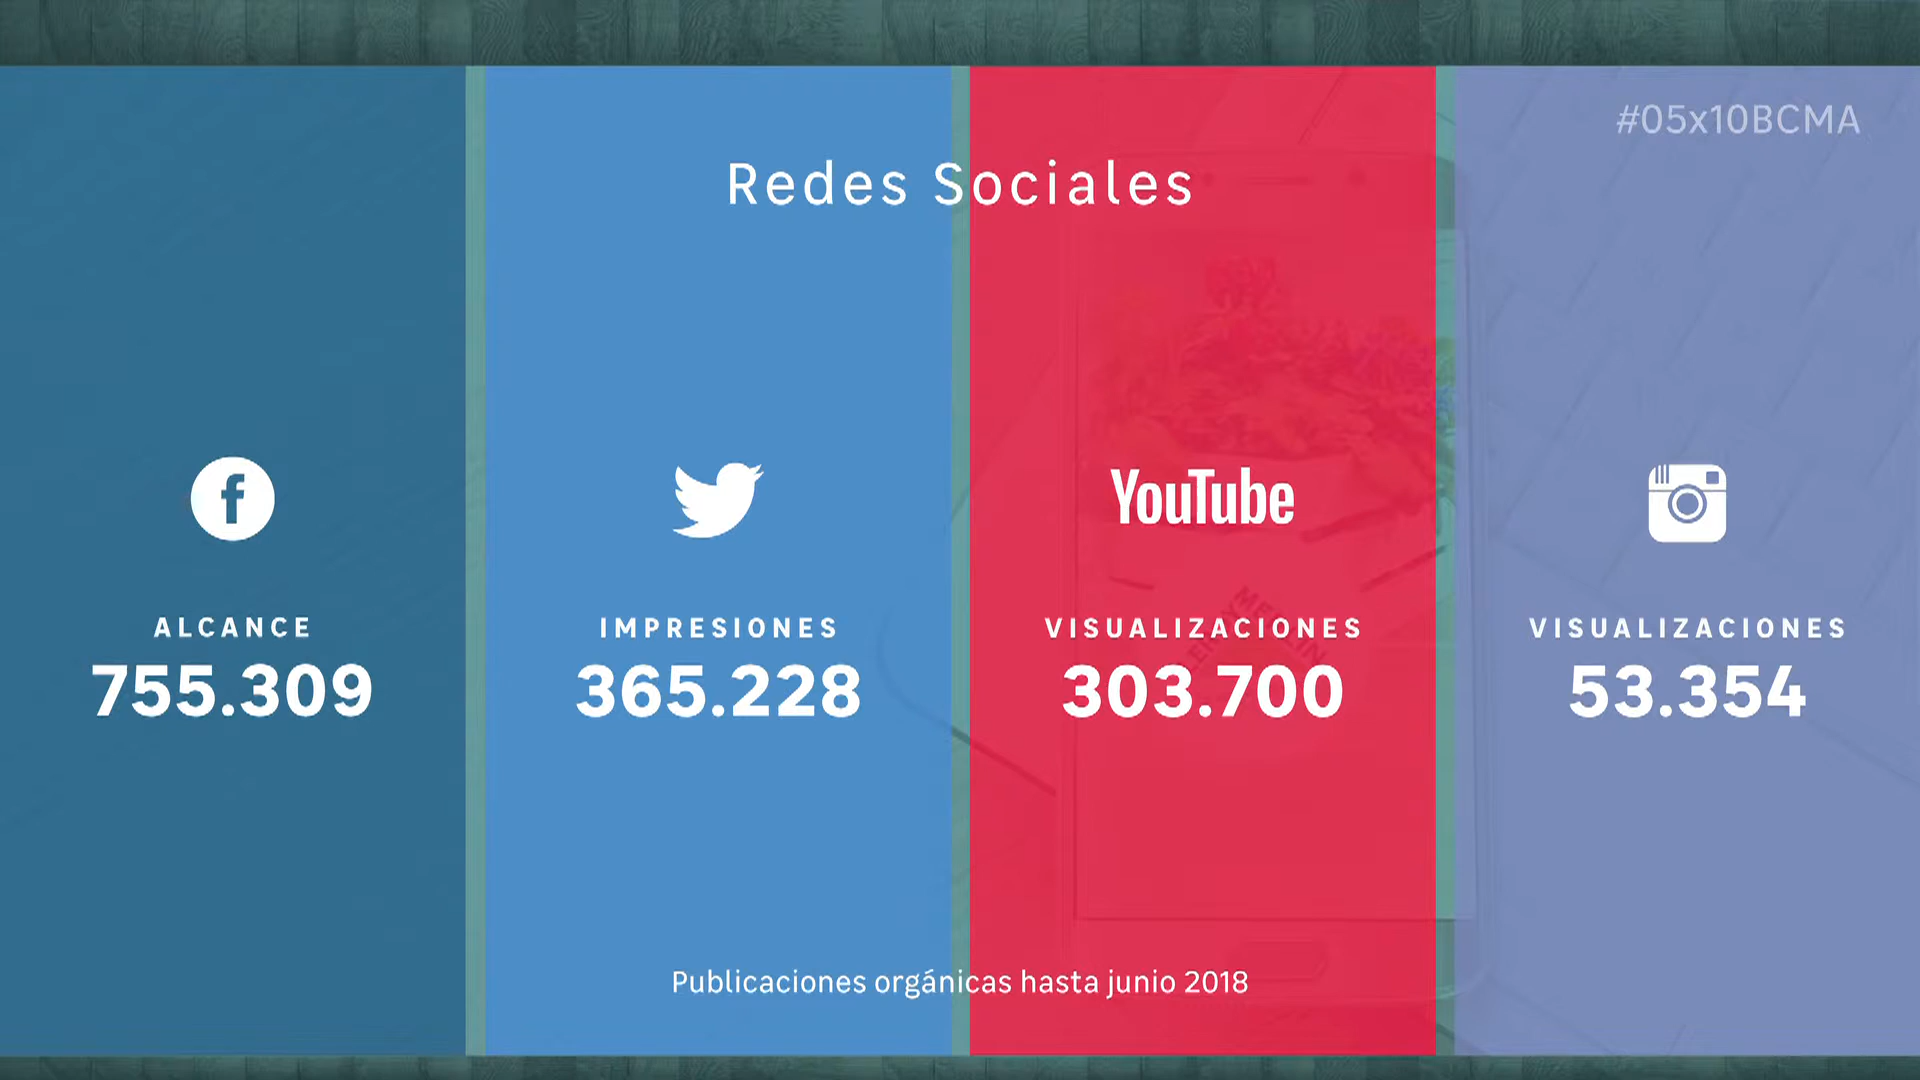 #05x10BCMA
Redes Sociales
f
YouTube
ALCANCE
755.309
IMPRESIONES
365.228
VISUALIZACIONES
303.700
VISUALIZACIONES
53.354
Publicaciones orgánicas hasta junio 2018